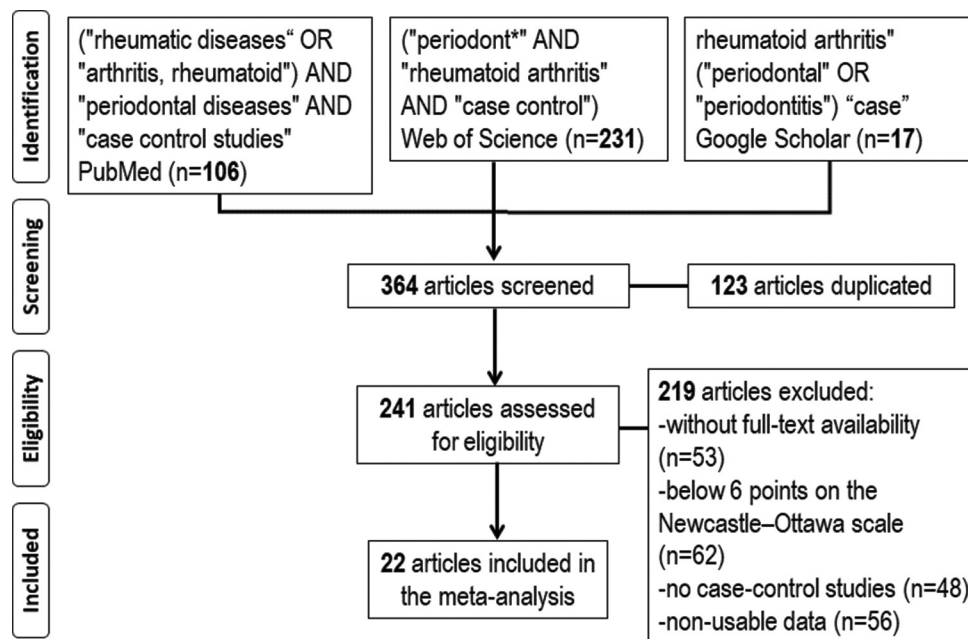 Identification
("rheumatic diseases“ OR
"arthritis, rheumatoid") AND
"periodontal diseases" AND
"case control studies"
PubMed (n=106)
("periodont*" AND
"rheumatoid arthritis"
AND "case control")
Web of Science (n=231)
rheumatoid arthritis"
("periodontal" OR
"periodontitis") “case”
Google Scholar (n=17)
Screening
364 articles screened
123 articles duplicated
Eligibility
241 articles assessed
for eligibility
219 articles excluded:
-without full-text availability
(n=53)
-below 6 points on the
Newcastle–Ottawa scale
(n=62)
-no case-control studies (n=48)
-non-usable data (n=56)
Included
22 articles included in
the meta-analysis